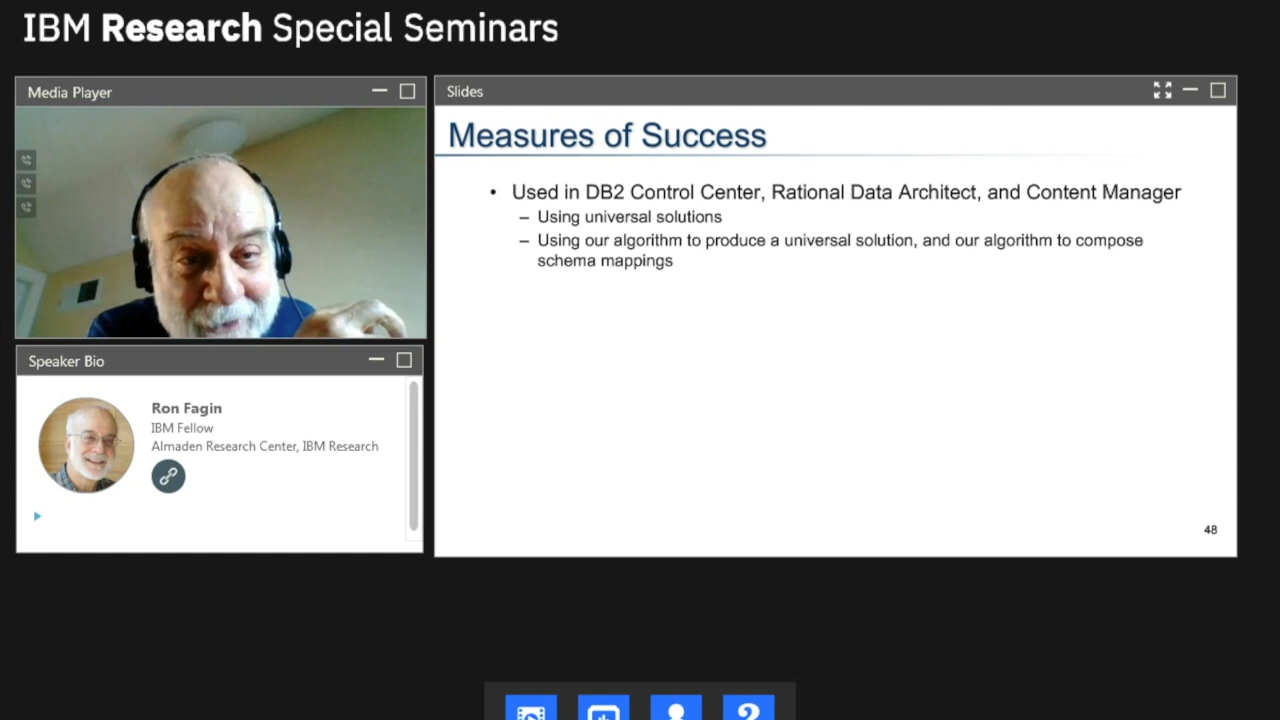 IBM Research Special Seminars
Media Player
Slides
Measures of Success
• Used in DB2 Control Center, Rational Data Architect, and Content Manager
– Using universal solutions
– Using our algorithm to produce a universal solution, and our algorithm to compose
schema mappings
48
Speaker Bio
Ron Fagin
IBM Fellow
Almaden Research Center, IBM Research
?